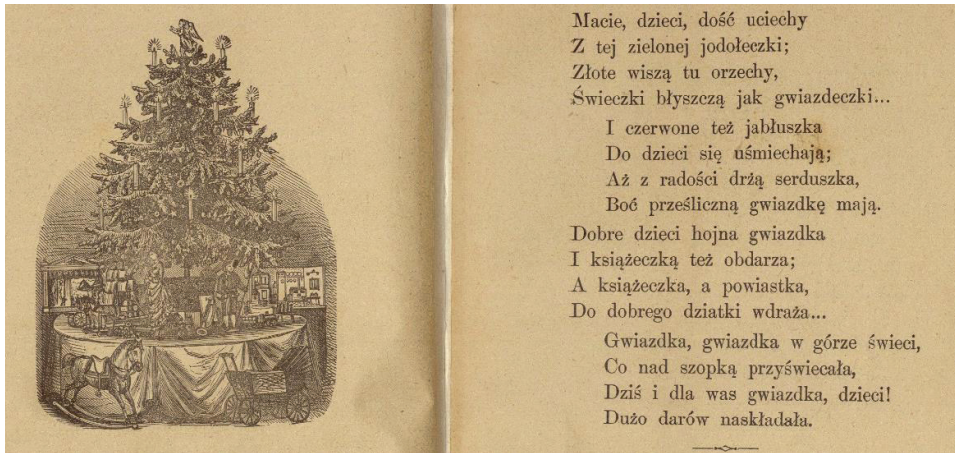 Macie, dzieci, dość uciechy
Z tej zielonej jodołeczki;
Złote wiszą tu orzechy,
Świeczki błyszczą jak gwiazdeczki...
I czerwone też jabłuszka
Do dzieci się uśmiechają;
Aż z radości drżą serduszka,
Boć prześliczną gwiazdkę mają.
Dobre dzieci hojna gwiazdka
I książeczką też obdarza;
A książeczka, a powiastka,
Do dobrego dziatki wdraża...
Gwiazdka, gwiazdka w górze świeci,
Co nad szopką przyświecała,
Dziś i dla was gwiazdka, dzieci!
Dużo darów naskładała.